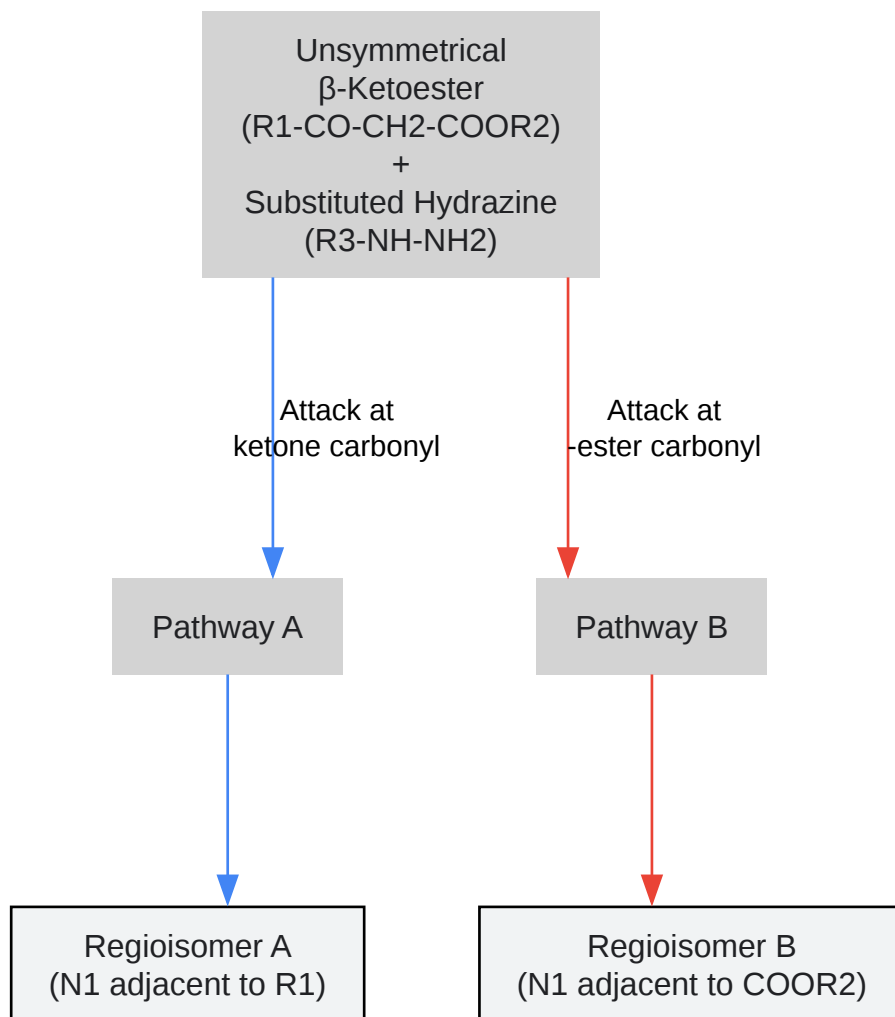 Unsymmetrical
β-Ketoester
(R1-CO-CH2-COOR2)
+
Substituted Hydrazine
(R3-NH-NH2)
Attack at
ketone carbonyl
Attack at
-ester carbonyl
Pathway A
Pathway B
Regioisomer A
(N1 adjacent to R1)
Regioisomer B
(N1 adjacent to COOR2)